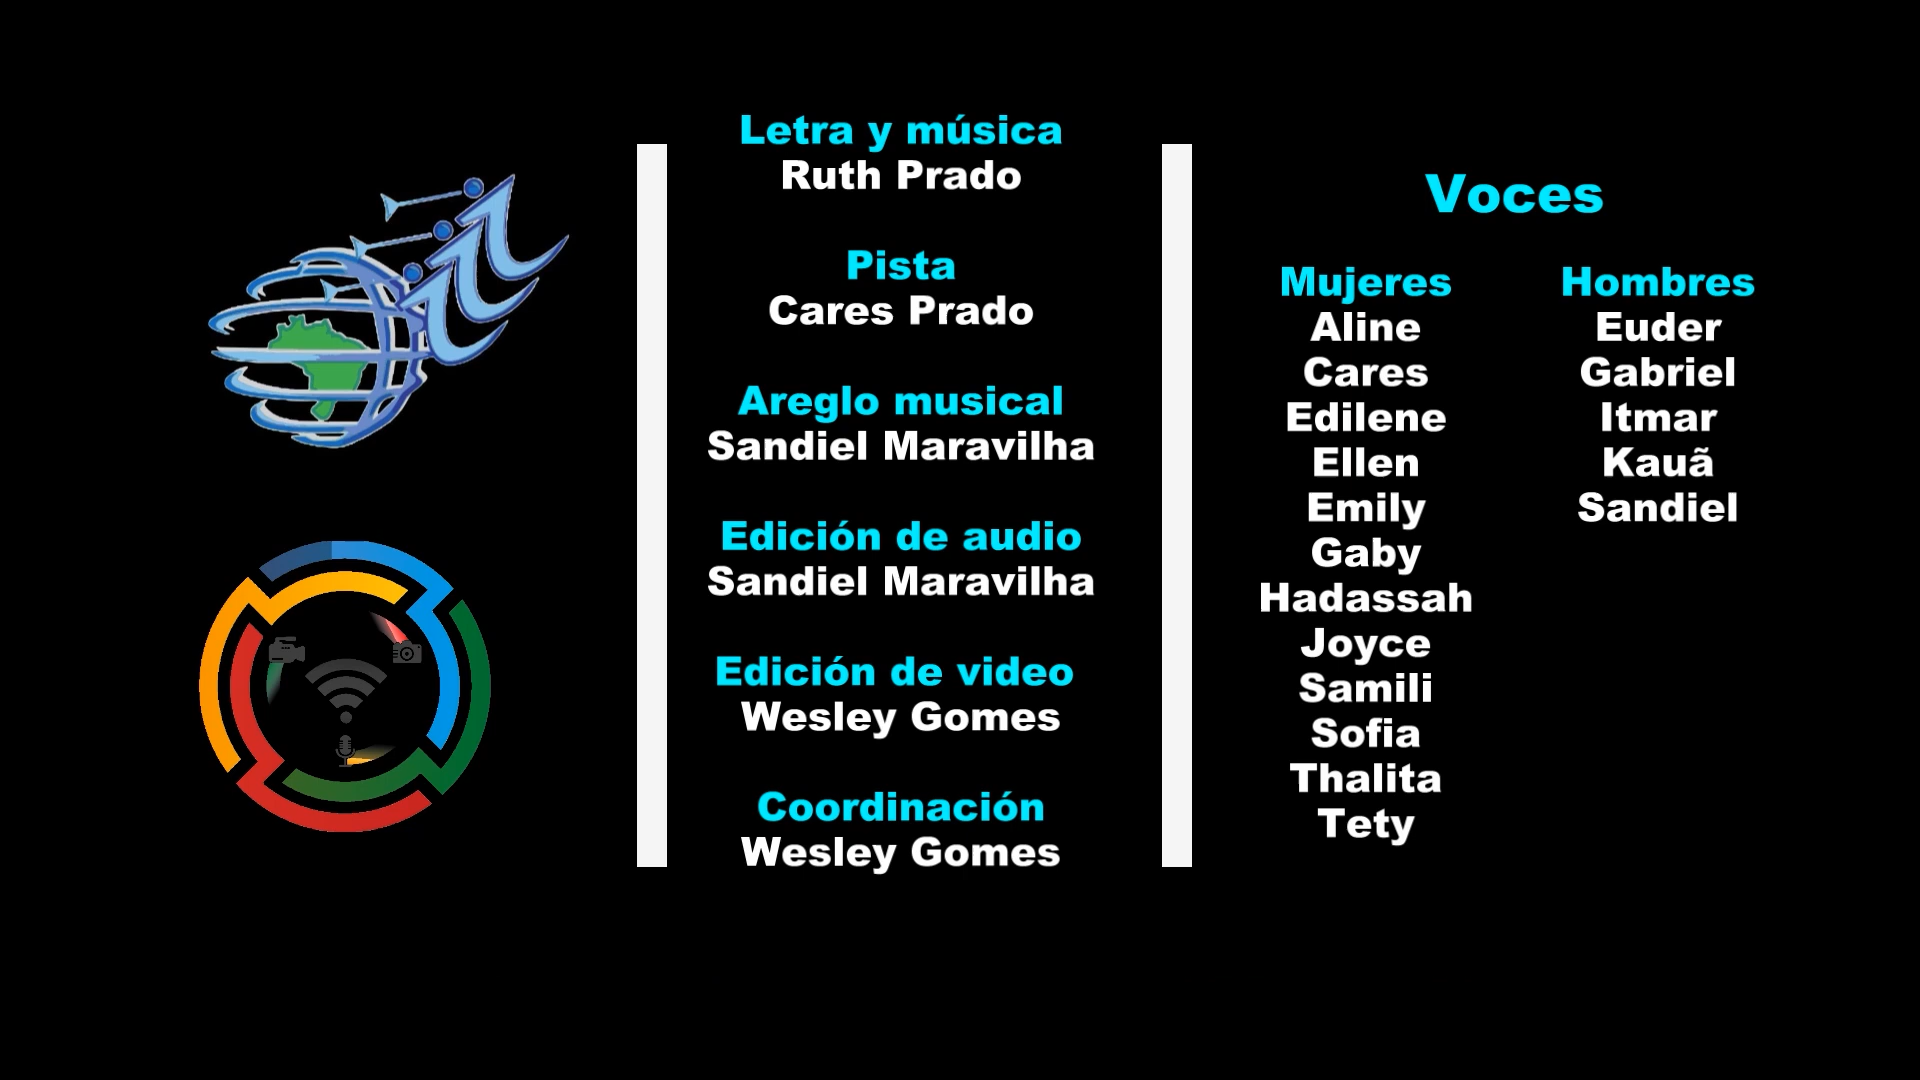 Letra y música
Ruth Prado
Pista
Cares Prado
Areglo musical
Sandiel Maravilha
Edición de audio
Sandiel Maravilha
Edición de video
Wesley Gomes
Coordinación
Wesley Gomes
Voces
Mujeres
Aline
Cares
Edilene
Ellen
Emily
Gaby
Hadassah
Joyce
Samili
Sofia
Thalita
Tety
Hombres
Euder
Gabriel
Itmar
Kauã
Sandiel